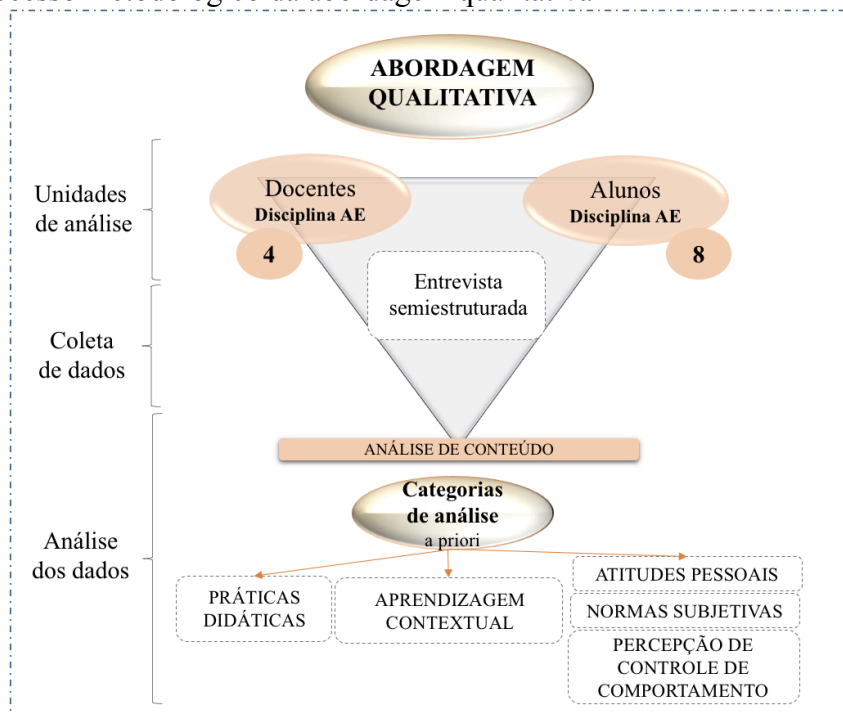 ABORDAGEM
QUALITATIVA
Unidades
de análise
Docentes
Disciplina AE
4
Alunos
Disciplina AE
8
Entrevista
semiestruturada
Coleta
de dados
ANÁLISE DE CONTEÚDO
Categorias
de análise
a priori
Análise
dos dados
PRÁTICAS
DIDÁTICAS
APRENDIZAGEM
CONTEXTUAL
ATITUDES PESSOAIS
NORMAS SUBJETIVAS
PERCEPÇÃO DE
CONTROLE DE
COMPORTAMENTO